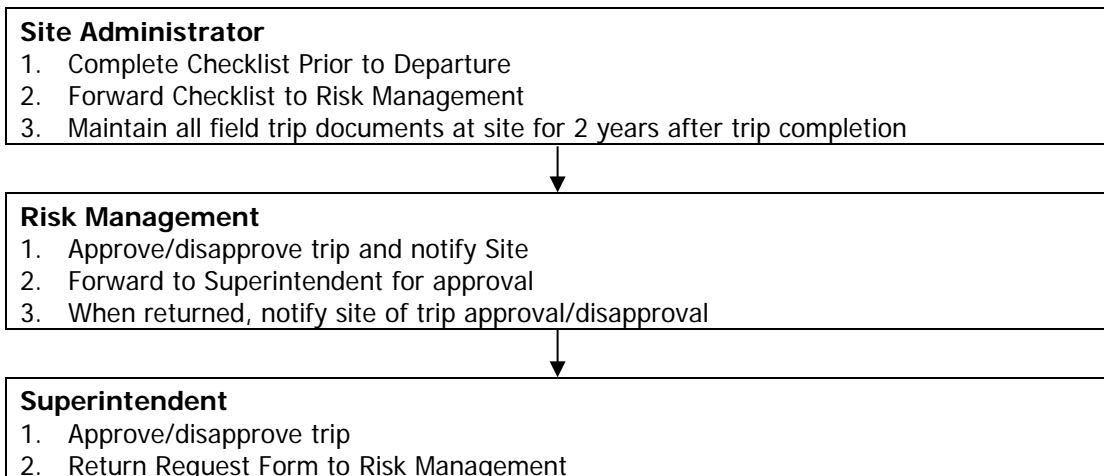 Site Administrator
1. Complete Checklist Prior to Departure
2. Forward Checklist to Risk Management
3. Maintain all field trip documents at site for 2 years after trip completion
Risk Management
1. Approve/disapprove trip and notify Site
2. Forward to Superintendent for approval
3. When returned, notify site of trip approval/disapproval
Superintendent
1. Approve/disapprove trip
2. Return Request Form to Risk Management